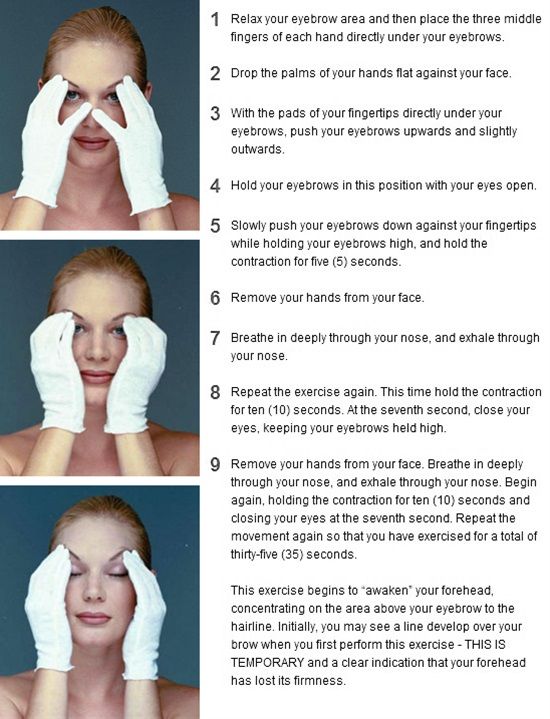 1 Relax your eyebrow area and then place the three middle
fingers of each hand directly under your eyebrows.
2 Drop the palms of your hands flat against your face.
3 With the pads of your fingertips directly under your
eyebrows, push your eyebrows upwards and slightly
outwards.
4 Hold your eyebrows in this position with your eyes open.
5 Slowly push your eyebrows down against your fingertips
while holding your eyebrows high, and hold the
contraction for five (5) seconds.
6 Remove your hands from your face.
7 Breathe in deeply through your nose, and exhale through
your nose.
8 Repeat the exercise again. This time hold the contraction
for ten (10) seconds. At the seventh second, close your
eyes, keeping your eyebrows held high.
9 Remove your hands from your face. Breathe in deeply
through your nose, and exhale through your nose. Begin
again, holding the contraction for ten (10) seconds and
closing your eyes at the seventh second. Repeat the
movement again so that you have exercised for a total of
thirty-five (35) seconds.
This exercise begins to “awaken” your forehead,
concentrating on the area above your eyebrow to the
hairline. Initially, you may see a line develop over your
brow when you first perform this exercise - THIS IS
TEMPORARY and a clear indication that your forehead
has lost its firmness.